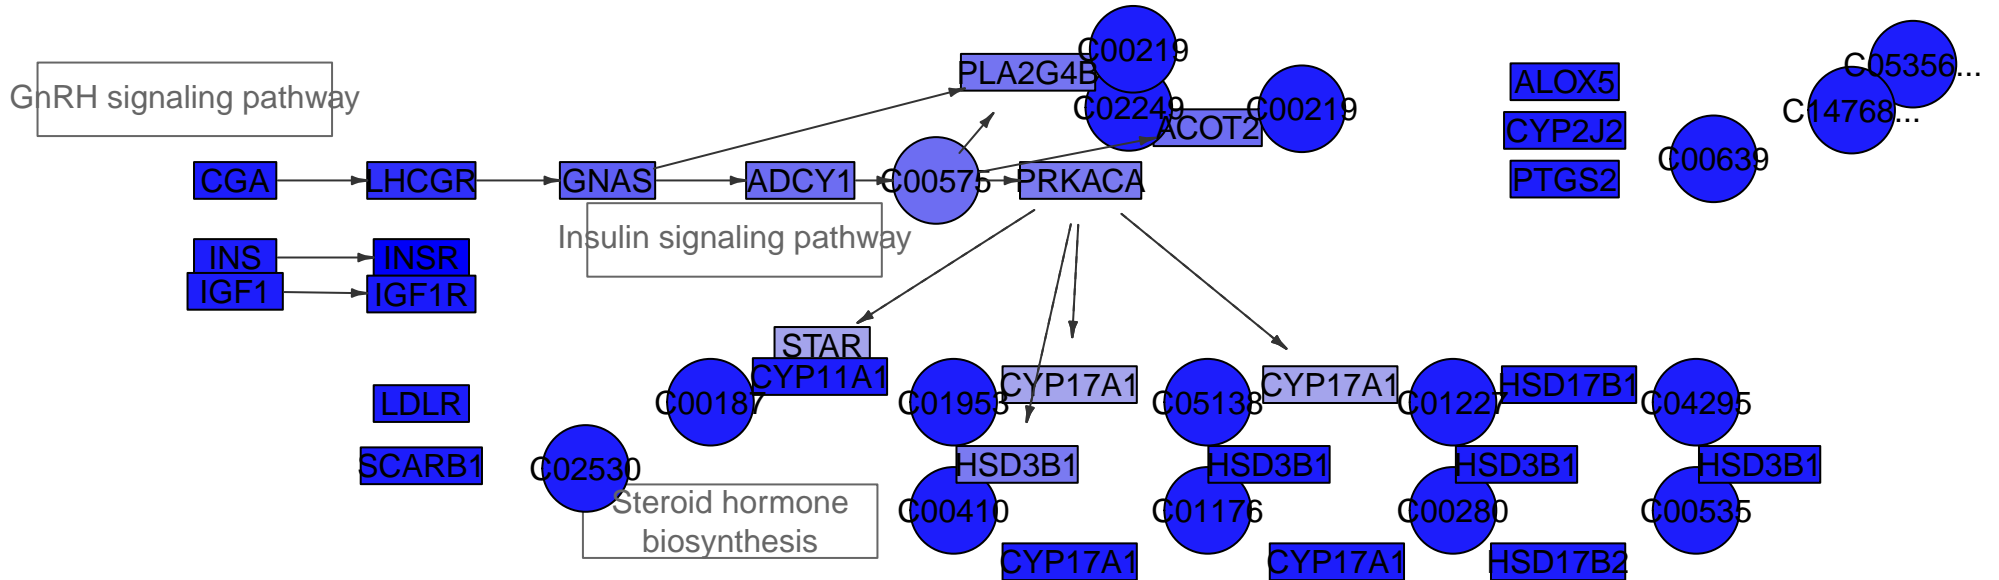 C00219
C05356...
PLA2G4B
ALOX5
GnRH signaling pathway
C02249
C00219
C14768...
ACOT2
CYP2J2
C00639
CGA
LHCGR
GNAS
ADCY1
C00575
PRKACA
PTGS2
Insulin signaling pathway
INS
INSR
IGF1
IGF1R
STAR
CYP11A1
CYP17A1
CYP17A1
HSD17B1
LDLR
C00187
C01953
C05138
C01227
C04295
SCARB1
C02530
HSD3B1
HSD3B1
HSD3B1
HSD3B1
Steroid hormone
biosynthesis
C00410
C01176
C00280
C00535
CYP17A1
CYP17A1
HSD17B2